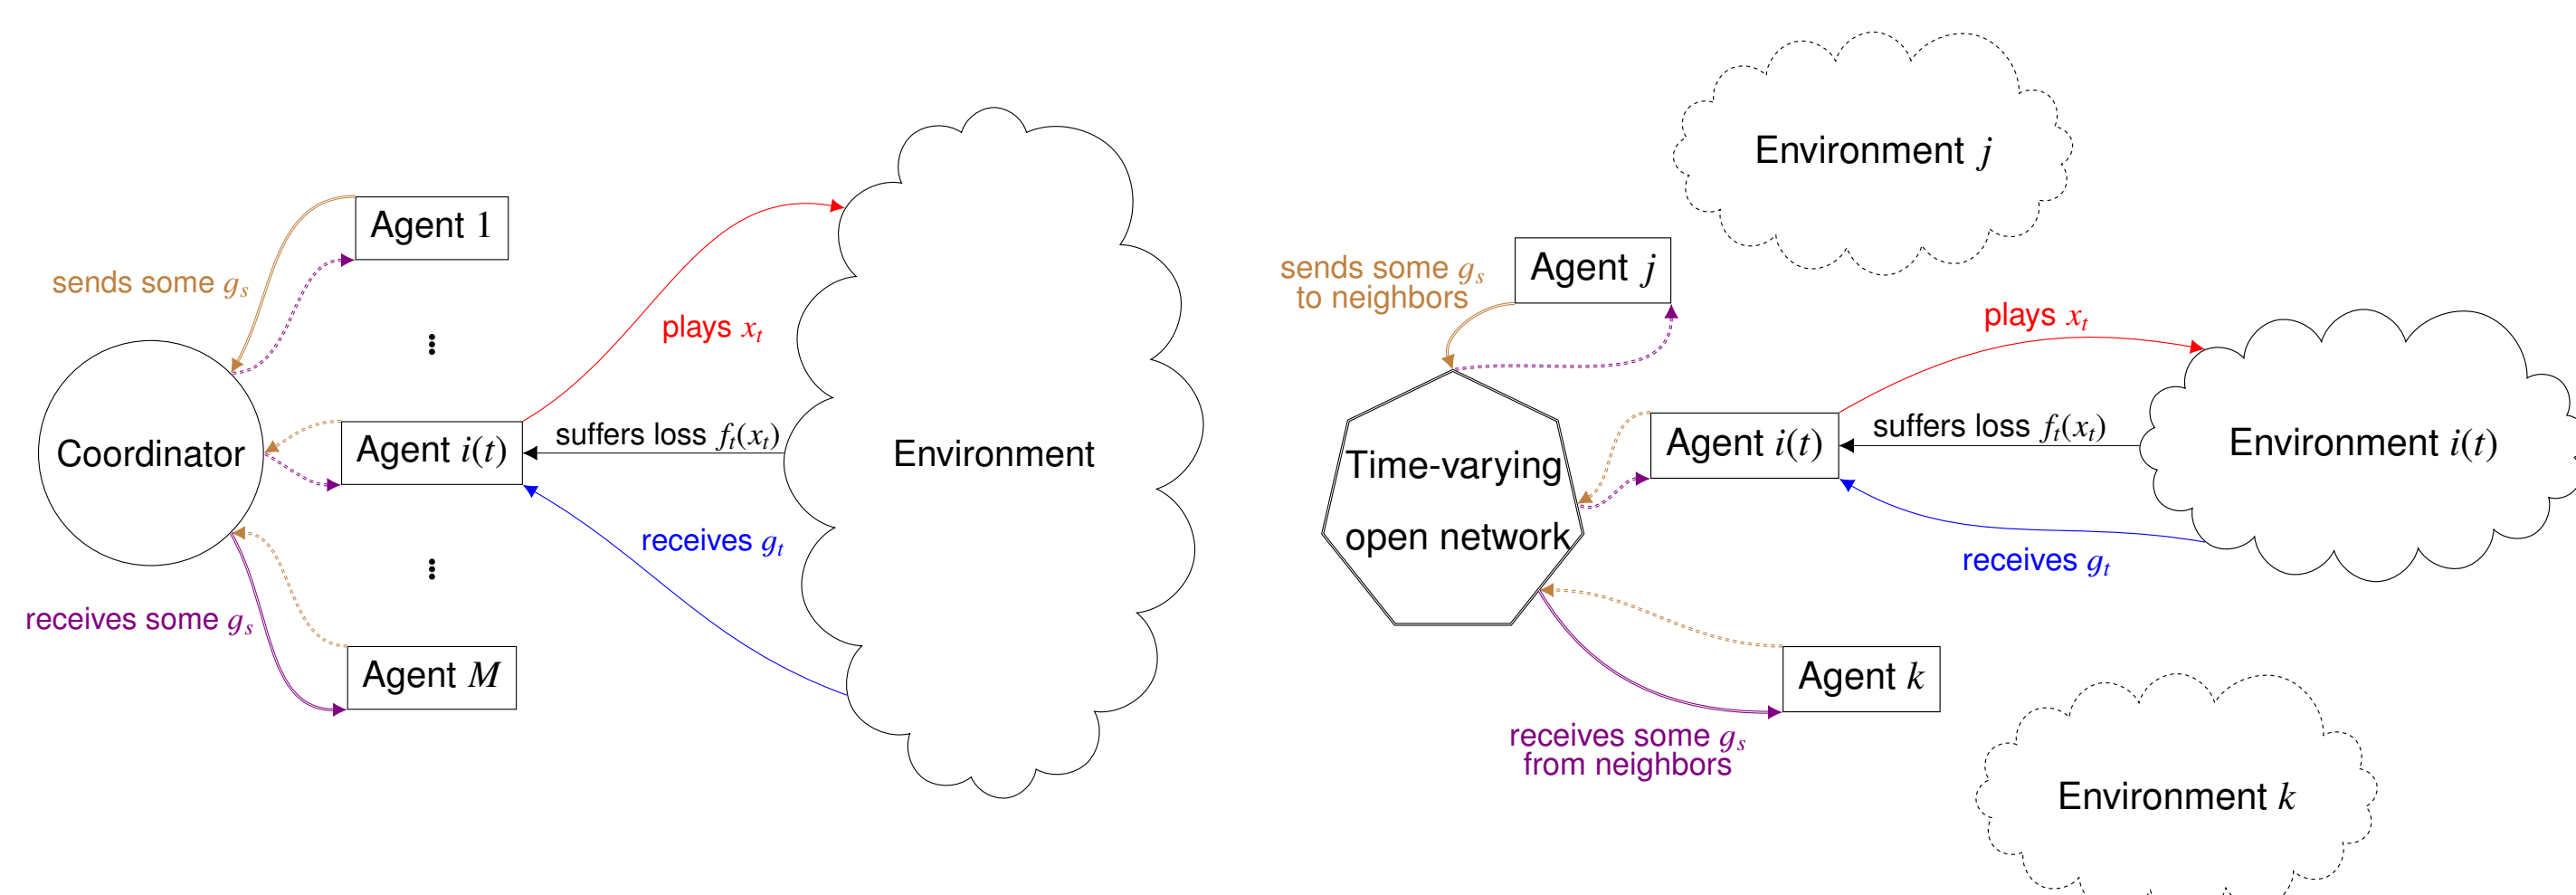 Agent 1
sends some g_s
plays x_t
Coordinator
Agent i(t)
suffers loss f_t(x_t)
Environment
receives g_t
receives some g_s
Agent M
Environment j
Agent j
sends some g_s
to neighbors
plays x_t
Time-varying
open network
Agent i(t)
suffers loss f_t(x_t)
Environment i(t)
receives g_t
Agent k
receives some g_s
from neighbors
Environment k